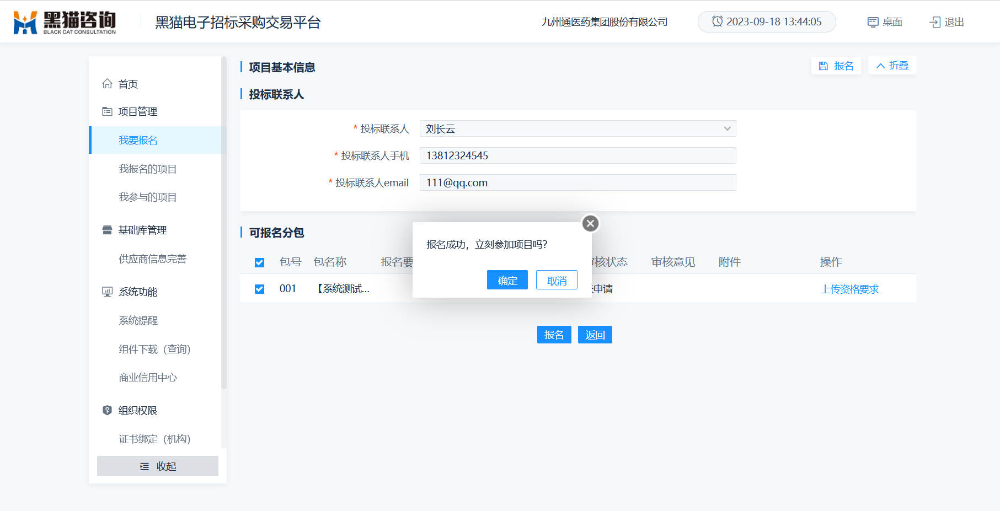 黑猫咨询
BLACK CAT CONSULTATION
黑猫电子招标采购交易平台
九州通医药集团股份有限公司
2023-09-18 13:44:05
桌面
退出
首页
项目管理
我要报名
我报名的项目
我参与的项目
基础库管理
供应商信息完善
系统功能
系统提醒
组件下载（查询）
商业信用中心
组织权限
证书绑定（机构）
收起
项目基本信息
报名
折叠
投标联系人
* 投标联系人 刘长云
* 投标联系人手机 13812324545
* 投标联系人email 111@qq.com
可报名分包
包号 包名称 报名要 核状态 审核意见 附件 操作
001 【系统测试... 申请 上传资格要求
报名成功，立刻参加项目吗？
确定 取消
报名 返回